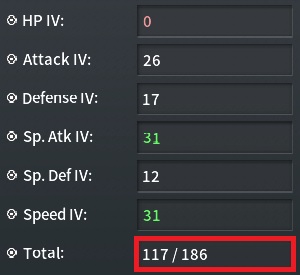 HP IV: 0
Attack IV: 26
Defense IV: 17
Sp. Atk IV: 31
Sp. Def IV: 12
Speed IV: 31
Total: 117 / 186